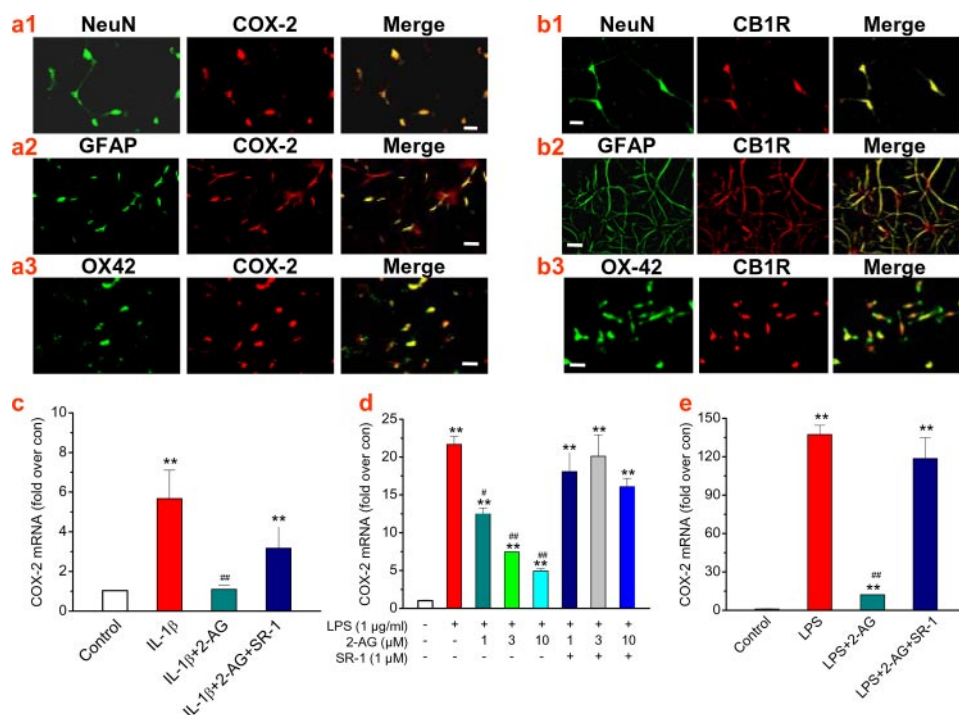 a1 NeuN COX-2 Merge
b1 NeuN CB1R Merge
a2 GFAP COX-2 Merge
b2 GFAP CB1R Merge
a3 OX42 COX-2 Merge
b3 OX-42 CB1R Merge
c
COX-2 mRNA (fold over con)
10
8
6
4
2
0
**
##
**
Control
IL-1β
IL-1β+2-AG
IL-1β+2-AG+SR-1
d
COX-2 mRNA (fold over con)
25
20
15
10
5
0
**
#
**
##
**
##
**
**
**
**
LPS (1 µg/ml) - + + + + + + +
2-AG (µM) - - 1 3 10 1 3 10
SR-1 (1 µM) - - - - - + + +
e
COX-2 mRNA (fold over con)
150
120
90
60
30
0
**
##
**
**
Control
LPS
LPS+2-AG
LPS+2-AG+SR-1